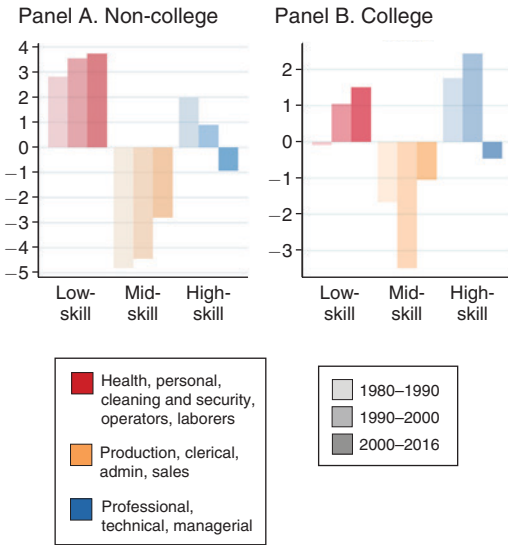 Panel A. Non-college
4
3
2
1
0
−1
−2
−3
−4
−5
Low-
skill
Mid-
skill
High-
skill
Panel B. College
2
1
0
−1
−2
−3
Low-
skill
Mid-
skill
High-
skill
Health, personal,
cleaning and security,
operators, laborers
Production, clerical,
admin, sales
Professional,
technical, managerial
1980–1990
1990–2000
2000–2016